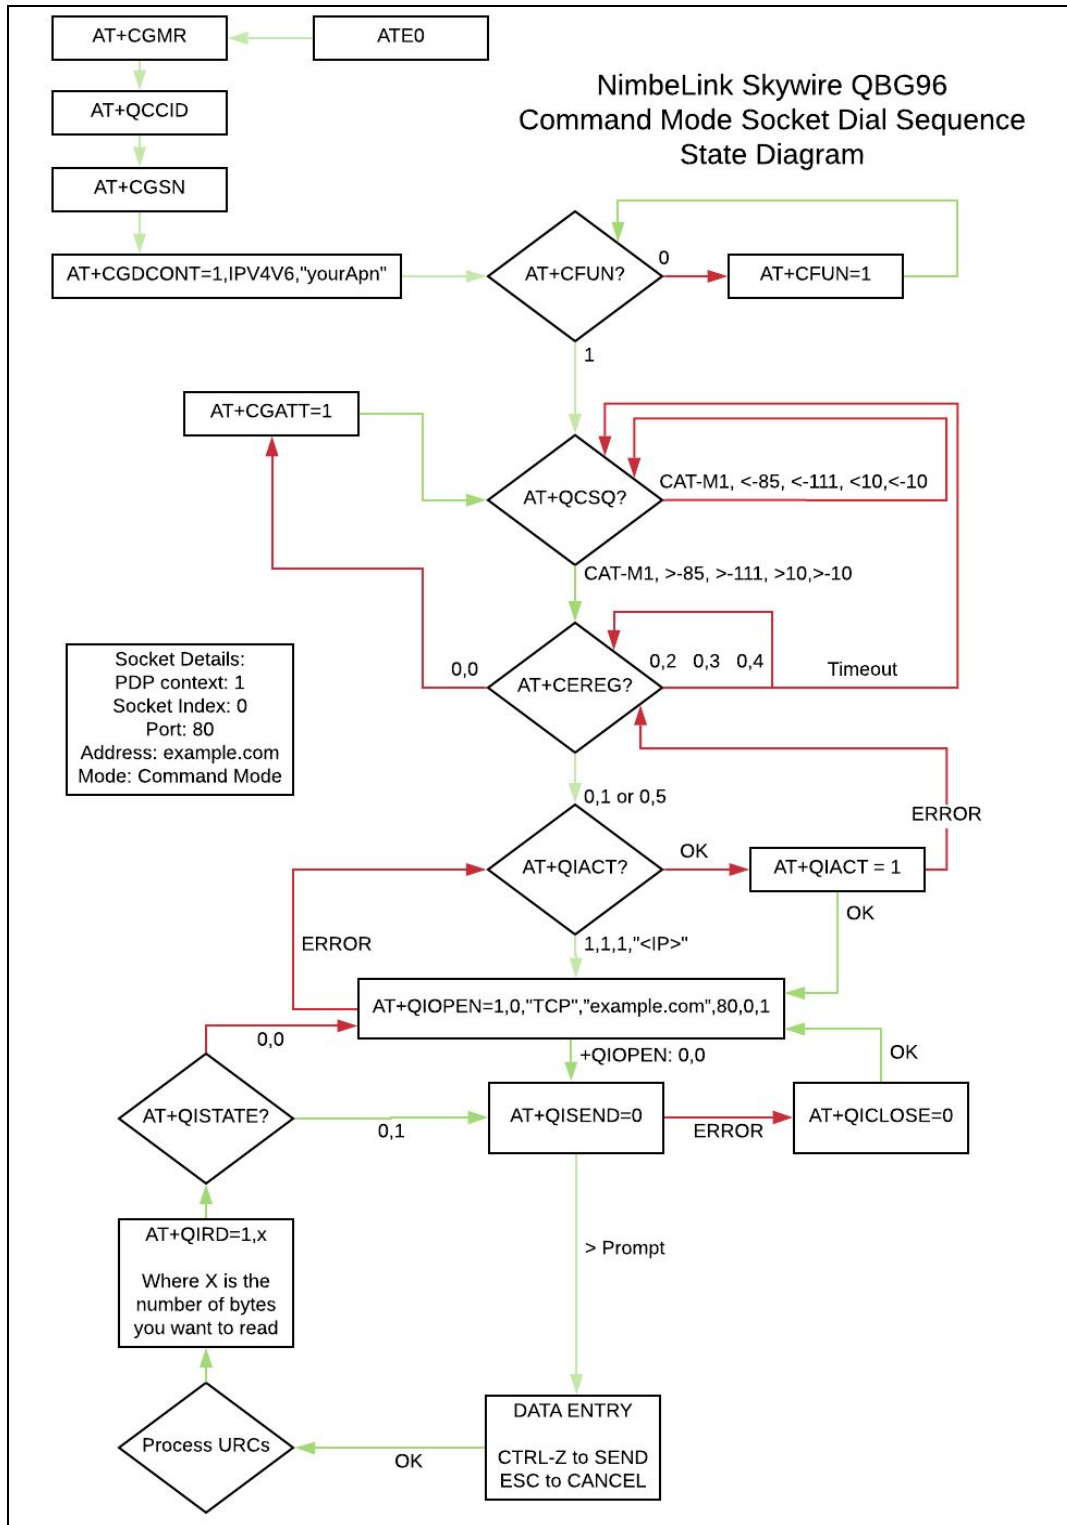 AT+CGMR
ATE0
NimbeLink Skywire QBG96
Command Mode Socket Dial Sequence
State Diagram
AT+QCCID
AT+CGSN
AT+CGDCONT=1,IPV4V6,"yourApn"
AT+CFUN?
0
AT+CFUN=1
1
AT+CGATT=1
AT+QCSQ?
CAT-M1, <-85, <-111, <10,<-10
CAT-M1, >-85, >-111, >10,>-10
Socket Details:
PDP context: 1
Socket Index: 0
Port: 80
Address: example.com
Mode: Command Mode
0,0
AT+CEREG?
0,2 0,3 0,4
Timeout
0,1 or 0,5
ERROR
AT+QIACT?
OK
AT+QIACT = 1
OK
ERROR
1,1,1,"<IP>"
AT+QIOPEN=1,0,"TCP","example.com",80,0,1
0,0
+QIOPEN: 0,0
OK
AT+QISTATE?
0,1
AT+QISEND=0
ERROR
AT+QICLOSE=0
AT+QIRD=1,x
Where X is the
number of bytes
you want to read
> Prompt
Process URCs
OK
DATA ENTRY
CTRL-Z to SEND
ESC to CANCEL